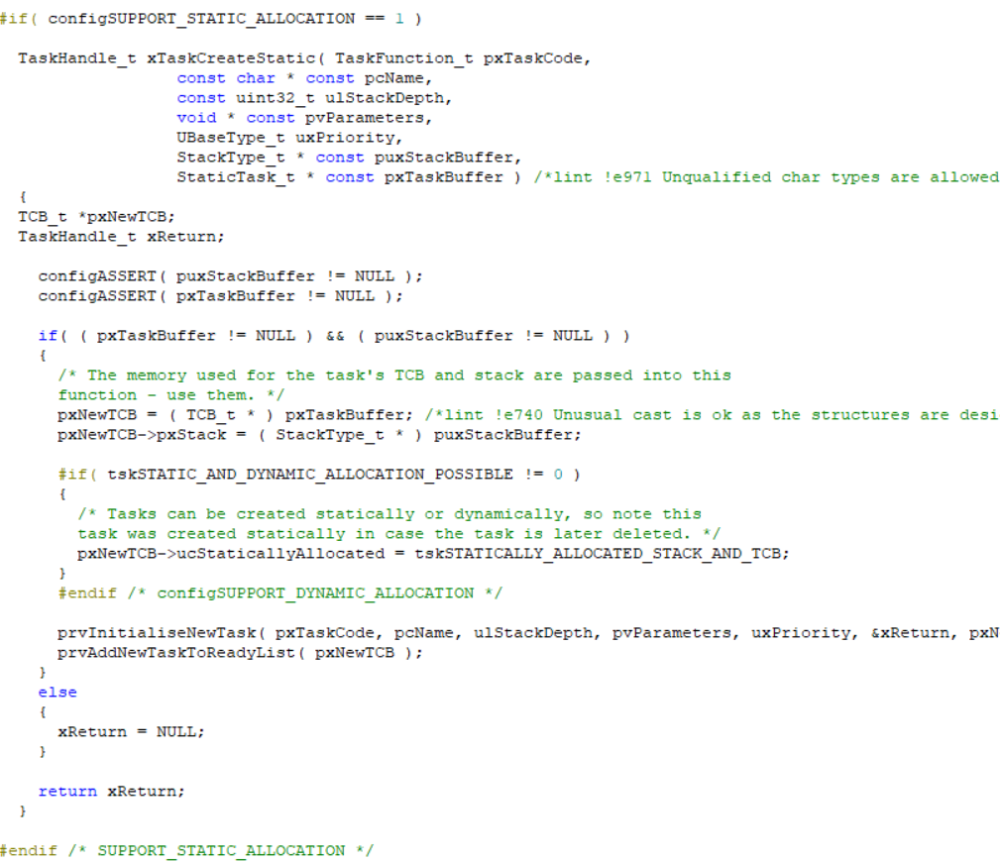 #if( configSUPPORT_STATIC_ALLOCATION == 1 )
TaskHandle_t xTaskCreateStatic( TaskFunction_t pxTaskCode,
const char * const pcName,
const uint32_t ulStackDepth,
void * const pvParameters,
UBaseType_t uxPriority,
StackType_t * const puxStackBuffer,
StaticTask_t * const pxTaskBuffer ) /*lint !e971 Unqualified char types are allowed
{
TCB_t *pxNewTCB;
TaskHandle_t xReturn;
configASSERT( puxStackBuffer != NULL );
configASSERT( pxTaskBuffer != NULL );
if( ( pxTaskBuffer != NULL ) && ( puxStackBuffer != NULL ) )
{
/* The memory used for the task's TCB and stack are passed into this
function - use them. */
pxNewTCB = ( TCB_t * ) pxTaskBuffer; /*lint !e740 Unusual cast is ok as the structures are desi
pxNewTCB->pxStack = ( StackType_t * ) puxStackBuffer;
#if( tskSTATIC_AND_DYNAMIC_ALLOCATION_POSSIBLE != 0 )
{
/* Tasks can be created statically or dynamically, so note this
task was created statically in case the task is later deleted. */
pxNewTCB->ucStaticallyAllocated = tskSTATICALLY_ALLOCATED_STACK_AND_TCB;
}
#endif /* configSUPPORT_DYNAMIC_ALLOCATION */
prvInitialiseNewTask( pxTaskCode, pcName, ulStackDepth, pvParameters, uxPriority, &xReturn, pxN
prvAddNewTaskToReadyList( pxNewTCB );
}
else
{
xReturn = NULL;
}
return xReturn;
}
#endif /* SUPPORT_STATIC_ALLOCATION */